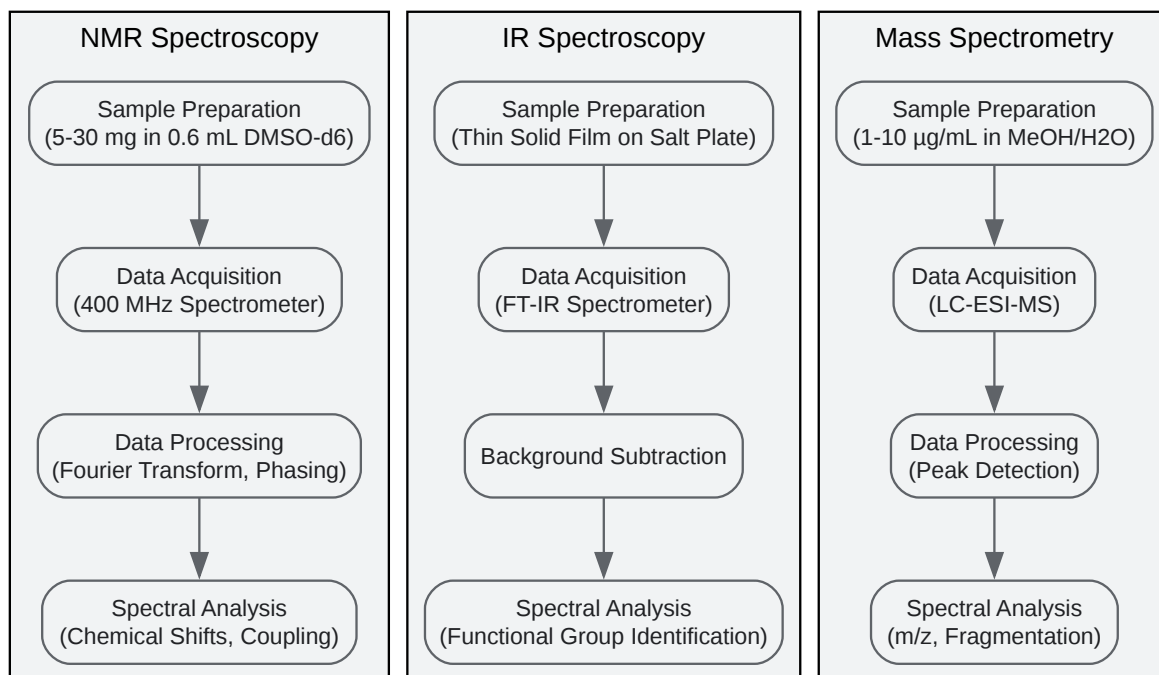 NMR Spectroscopy
Sample Preparation
(5-30 mg in 0.6 mL DMSO-d6)
Data Acquisition
(400 MHz Spectrometer)
Data Processing
(Fourier Transform, Phasing)
Spectral Analysis
(Chemical Shifts, Coupling)
IR Spectroscopy
Sample Preparation
(Thin Solid Film on Salt Plate)
Data Acquisition
(FT-IR Spectrometer)
Background Subtraction
Spectral Analysis
(Functional Group Identification)
Mass Spectrometry
Sample Preparation
(1-10 µg/mL in MeOH/H2O)
Data Acquisition
(LC-ESI-MS)
Data Processing
(Peak Detection)
Spectral Analysis
(m/z, Fragmentation)